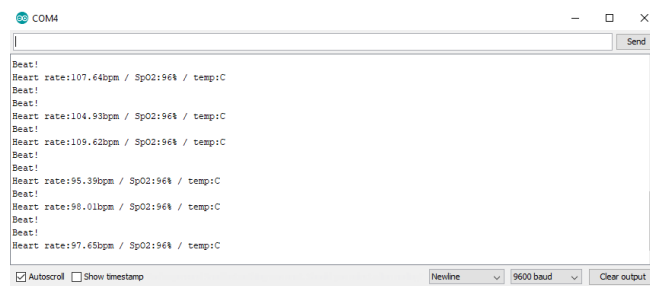 COM4
Send
Beat!
Heart rate:107.64bpm / SpO2:96% / temp:C
Beat!
Beat!
Heart rate:104.93bpm / SpO2:96% / temp:C
Beat!
Heart rate:109.62bpm / SpO2:96% / temp:C
Beat!
Beat!
Heart rate:95.39bpm / SpO2:96% / temp:C
Beat!
Heart rate:98.01bpm / SpO2:96% / temp:C
Beat!
Beat!
Heart rate:97.65bpm / SpO2:96% / temp:C
Autoscroll Show timestamp Newline 9600 baud Clear output